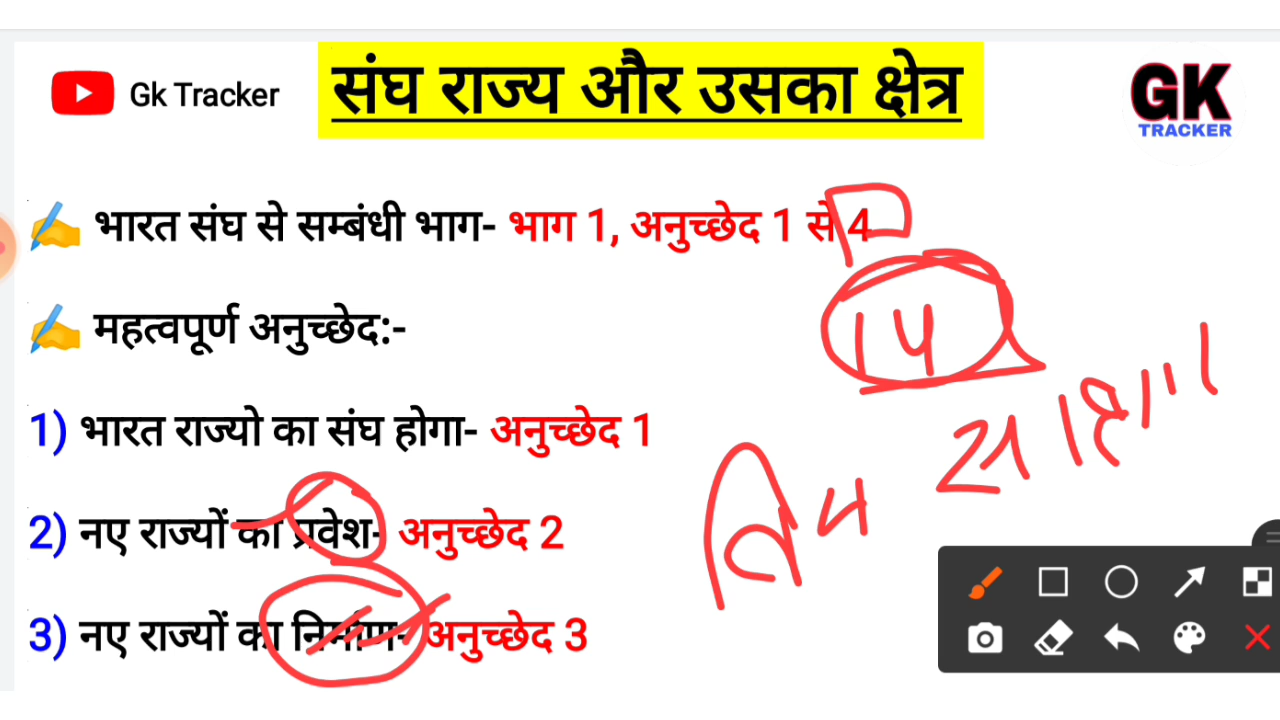 Gk Tracker
संघ राज्य और उसका क्षेत्र
GK
TRACKER
✍ भारत संघ से सम्बंधी भाग- भाग 1, अनुच्छेद 1 से 4
✍ महत्वपूर्ण अनुच्छेद:-
14
1) भारत राज्यो का संघ होगा- अनुच्छेद 1
2) नए राज्यों का प्रवेश- अनुच्छेद 2
3) नए राज्यों का निर्माण- अनुच्छेद 3